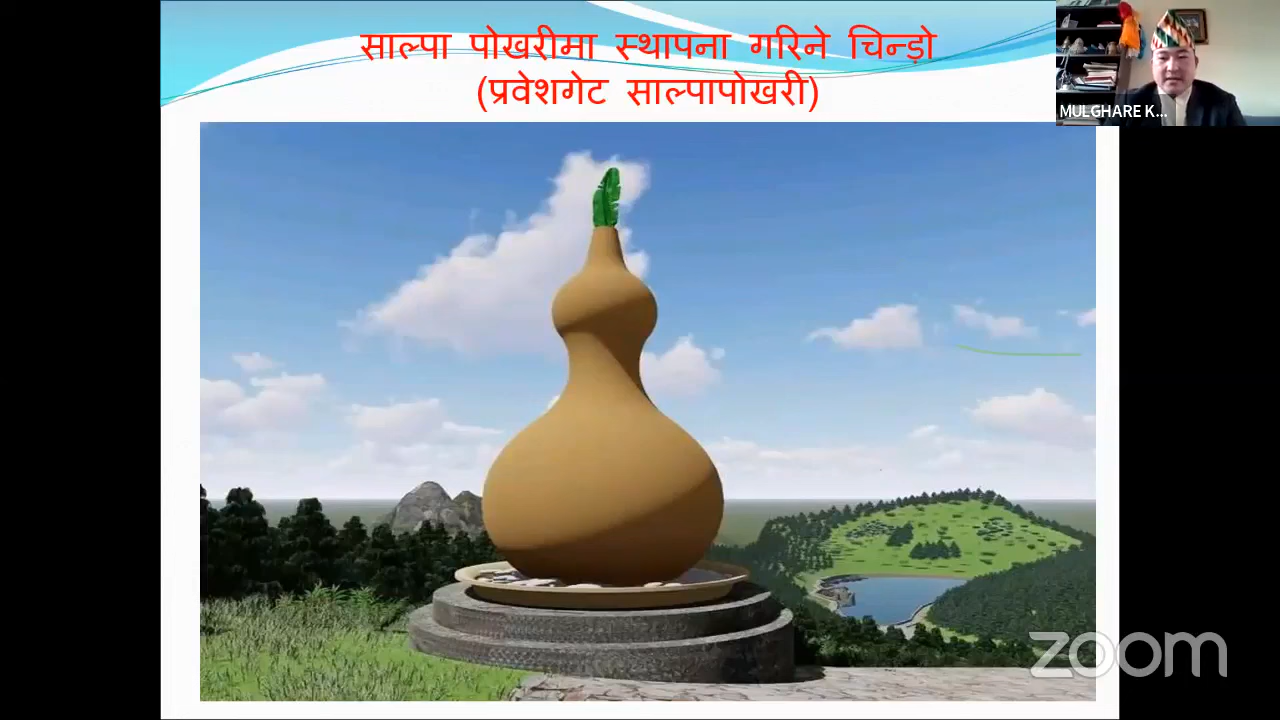 साल्पा पोखरीमा स्थापना गरिने चिन्ड़ो
(प्रवेशगेट साल्पापोखरी)
MULGHARE K...
zoom